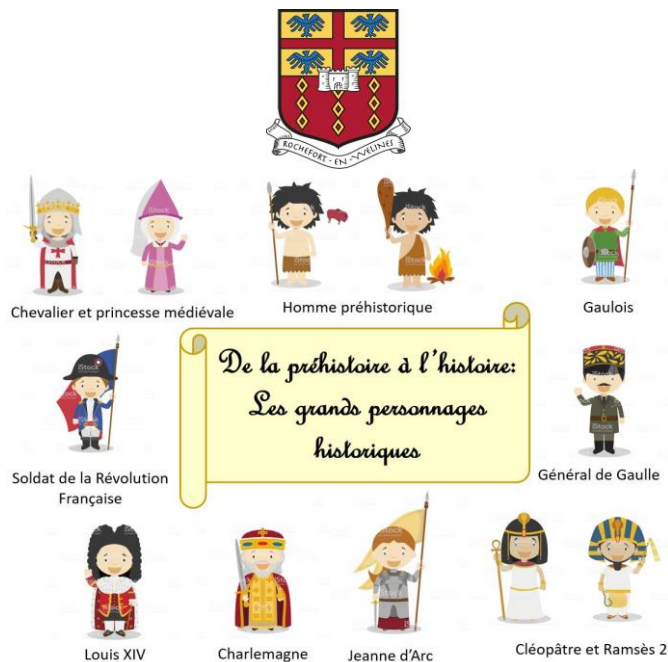 ROCHEFORT · EN · YVELINES
Chevalier et princesse médiévale
Homme préhistorique
Gaulois
De la préhistoire à l'histoire:
Les grands personnages
historiques
Soldat de la Révolution
Française
Général de Gaulle
Louis XIV
Charlemagne
Jeanne d'Arc
Cléopâtre et Ramsès 2
iStock